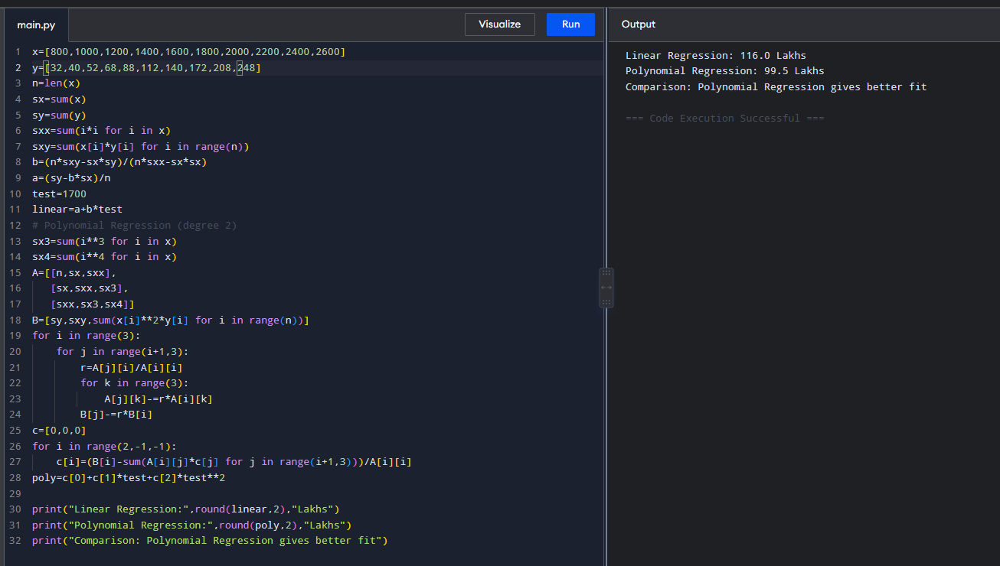 main.py
Visualize
Run
Output
1 x=[800,1000,1200,1400,1600,1800,2000,2200,2400,2600]
2 y=[32,40,52,68,88,112,140,172,208,248]
3 n=len(x)
4 sx=sum(x)
5 sy=sum(y)
6 sxx=sum(i*i for i in x)
7 sxy=sum(x[i]*y[i] for i in range(n))
8 b=(n*sxy-sx*sy)/(n*sxx-sx*sx)
9 a=(sy-b*sx)/n
10 test=1700
11 linear=a+b*test
12 # Polynomial Regression (degree 2)
13 sx3=sum(i**3 for i in x)
14 sx4=sum(i**4 for i in x)
15 A=[[n,sx,sxx],
16    [sx,sxx,sx3],
17    [sxx,sx3,sx4]]
18 B=[sy,sxy,sum(x[i]**2*y[i] for i in range(n))]
19 for i in range(3):
20     for j in range(i+1,3):
21         r=A[j][i]/A[i][i]
22         for k in range(3):
23             A[j][k]-=r*A[i][k]
24         B[j]-=r*B[i]
25 c=[0,0,0]
26 for i in range(2,-1,-1):
27     c[i]=(B[i]-sum(A[i][j]*c[j] for j in range(i+1,3)))/A[i][i]
28 poly=c[0]+c[1]*test+c[2]*test**2
29
30 print("Linear Regression:",round(linear,2),"Lakhs")
31 print("Polynomial Regression:",round(poly,2),"Lakhs")
32 print("Comparison: Polynomial Regression gives better fit")
Linear Regression: 116.0 Lakhs
Polynomial Regression: 99.5 Lakhs
Comparison: Polynomial Regression gives better fit
=== Code Execution Successful ===